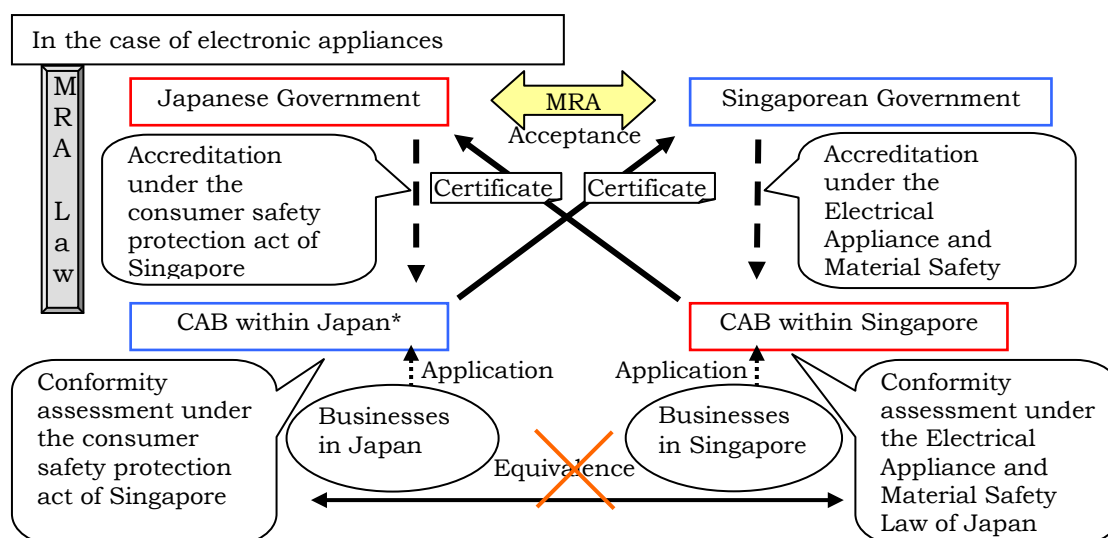 In the case of electronic appliances
M
R
A
L
a
w
Japanese Government
MRA
Singaporean Government
Acceptance
Accreditation
under the
consumer safety
protection act of
Singapore
Certificate
Certificate
Accreditation
under the
Electrical
Appliance and
Material Safety
CAB within Japan*
CAB within Singapore
Application
Application
Conformity
assessment under
the consumer
safety protection
act of Singapore
Businesses
in Japan
Businesses
in Singapore
Equivalence
Conformity
assessment under
the Electrical
Appliance and
Material Safety
Law of Japan